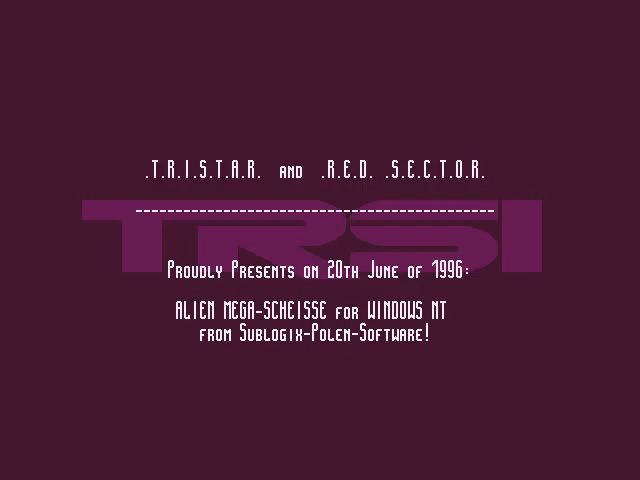 .T.R.I.S.T.A.R. AND .R.E.D. .S.E.C.T.O.R.
TRSI
---------------------------------------------
PROUDLY PRESENTS ON 20TH JUNE OF 1996:
ALIEN MEGA-SCHEISSE FOR WINDOWS NT
FROM SUBLOGIX-POLEN-SOFTWARE!